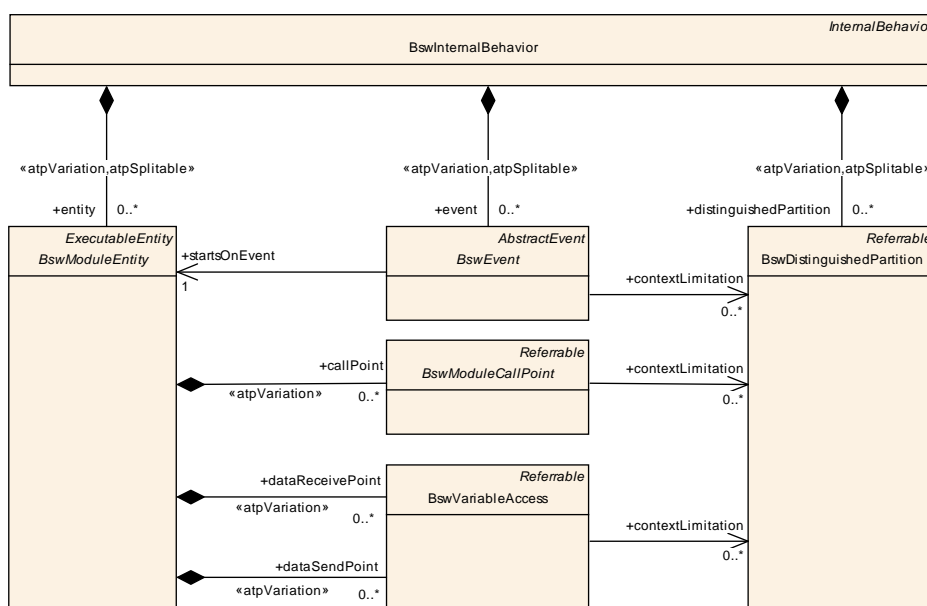 InternalBehavio
BswInternalBehavior
«atpVariation,atpSplitable»
«atpVariation,atpSplitable»
«atpVariation,atpSplitable»
+entity 0..*
+event 0..*
+distinguishedPartition 0..*
ExecutableEntity
BswModuleEntity
AbstractEvent
BswEvent
Referrable
BswDistinguishedPartition
+startsOnEvent
1
+contextLimitation
0..*
Referrable
BswModuleCallPoint
+callPoint
«atpVariation» 0..*
+contextLimitation
0..*
Referrable
BswVariableAccess
+dataReceivePoint
«atpVariation» 0..*
+contextLimitation
0..*
+dataSendPoint
«atpVariation» 0..*